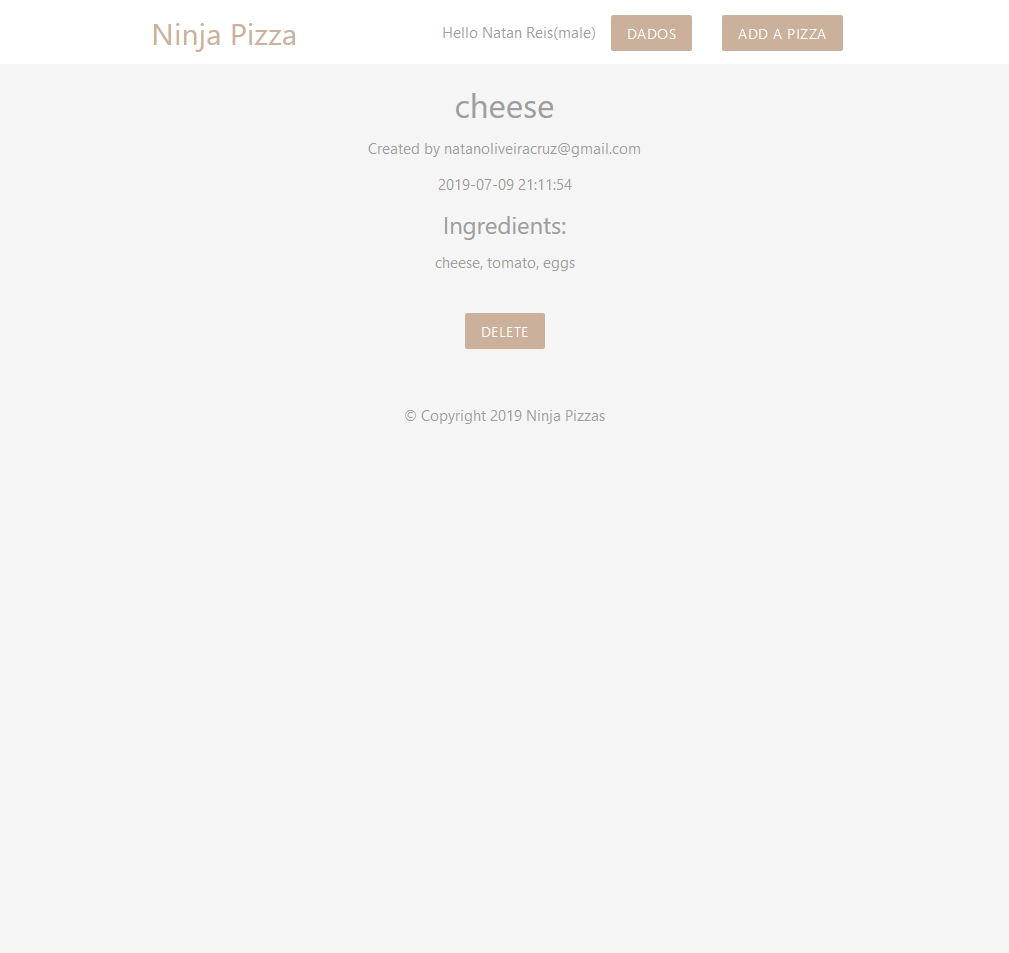 Ninja Pizza
Hello Natan Reis(male)
DADOS
ADD A PIZZA
cheese
Created by natanoliveiracruz@gmail.com
2019-07-09 21:11:54
Ingredients:
cheese, tomato, eggs
DELETE
© Copyright 2019 Ninja Pizzas